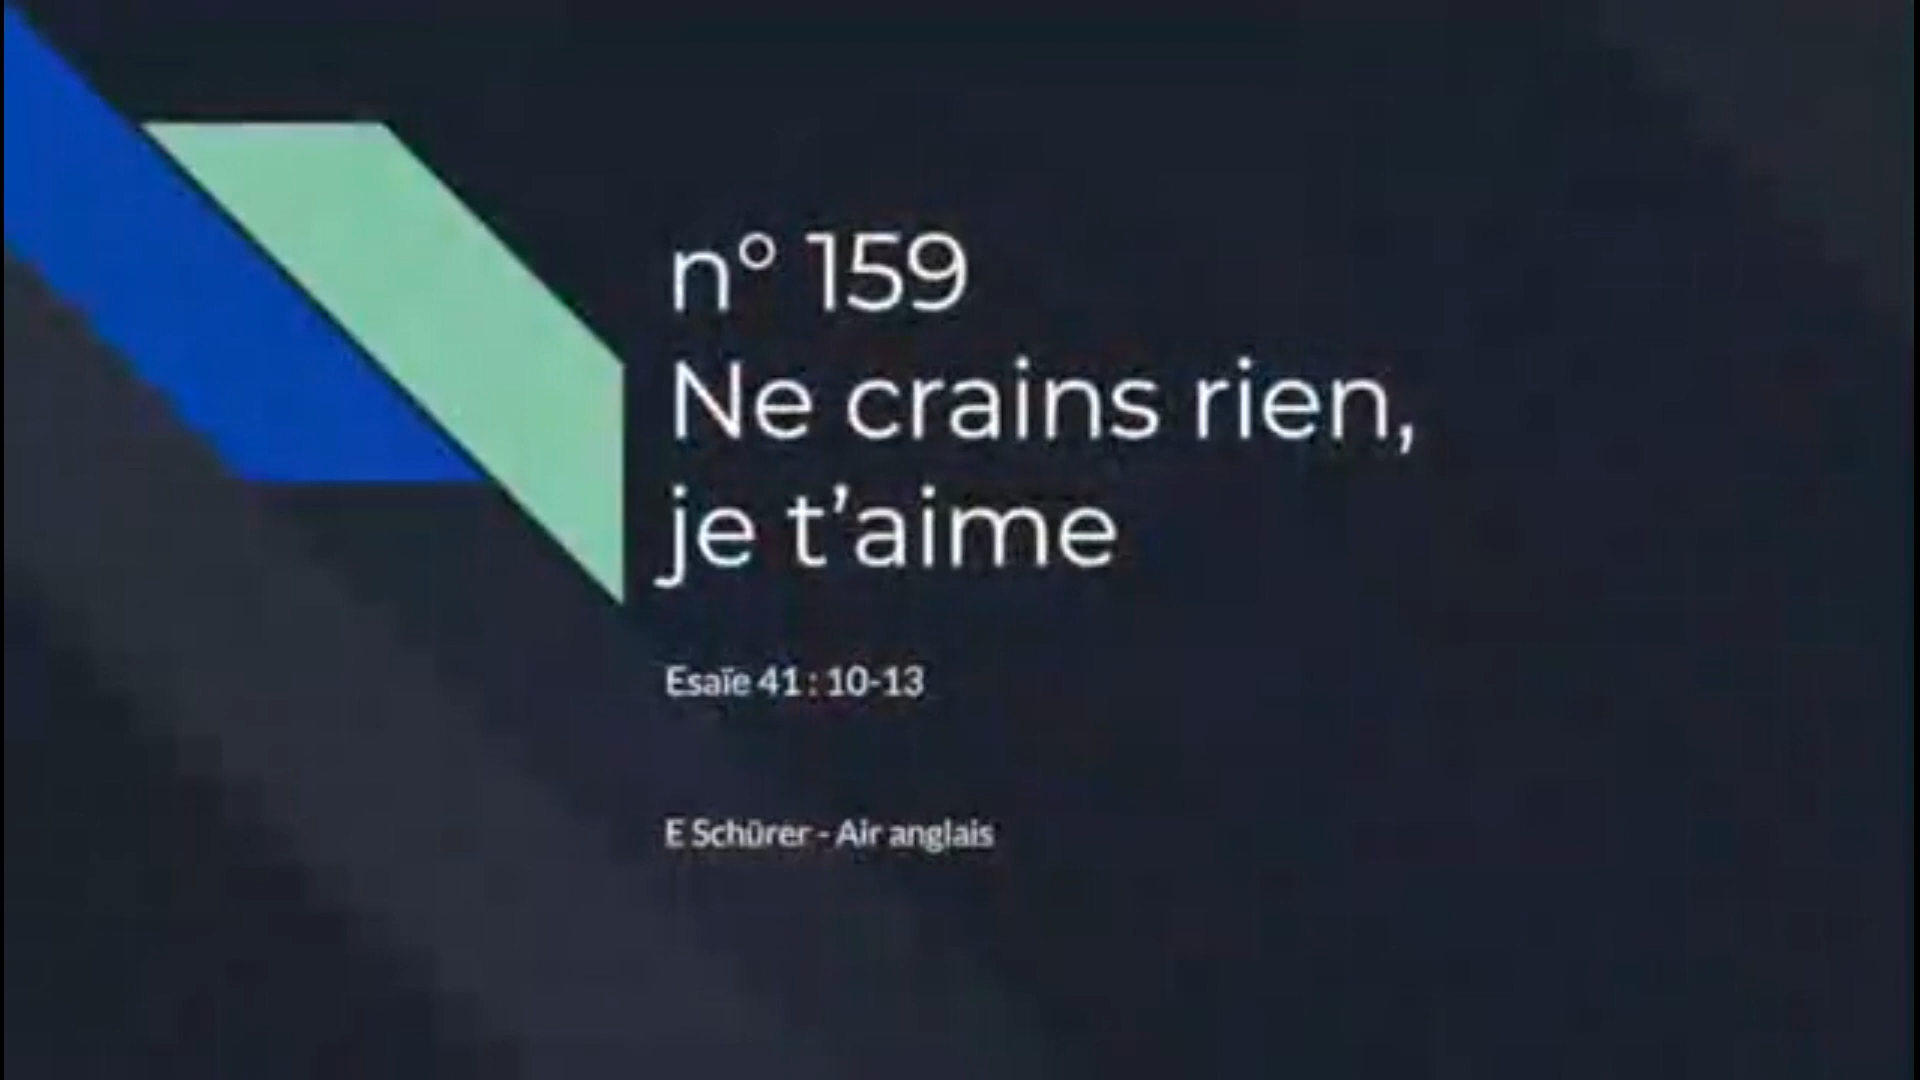 n° 159
Ne crains rien,
je t’aime
Esaïe 41 : 10-13
E Schürer - Air anglais